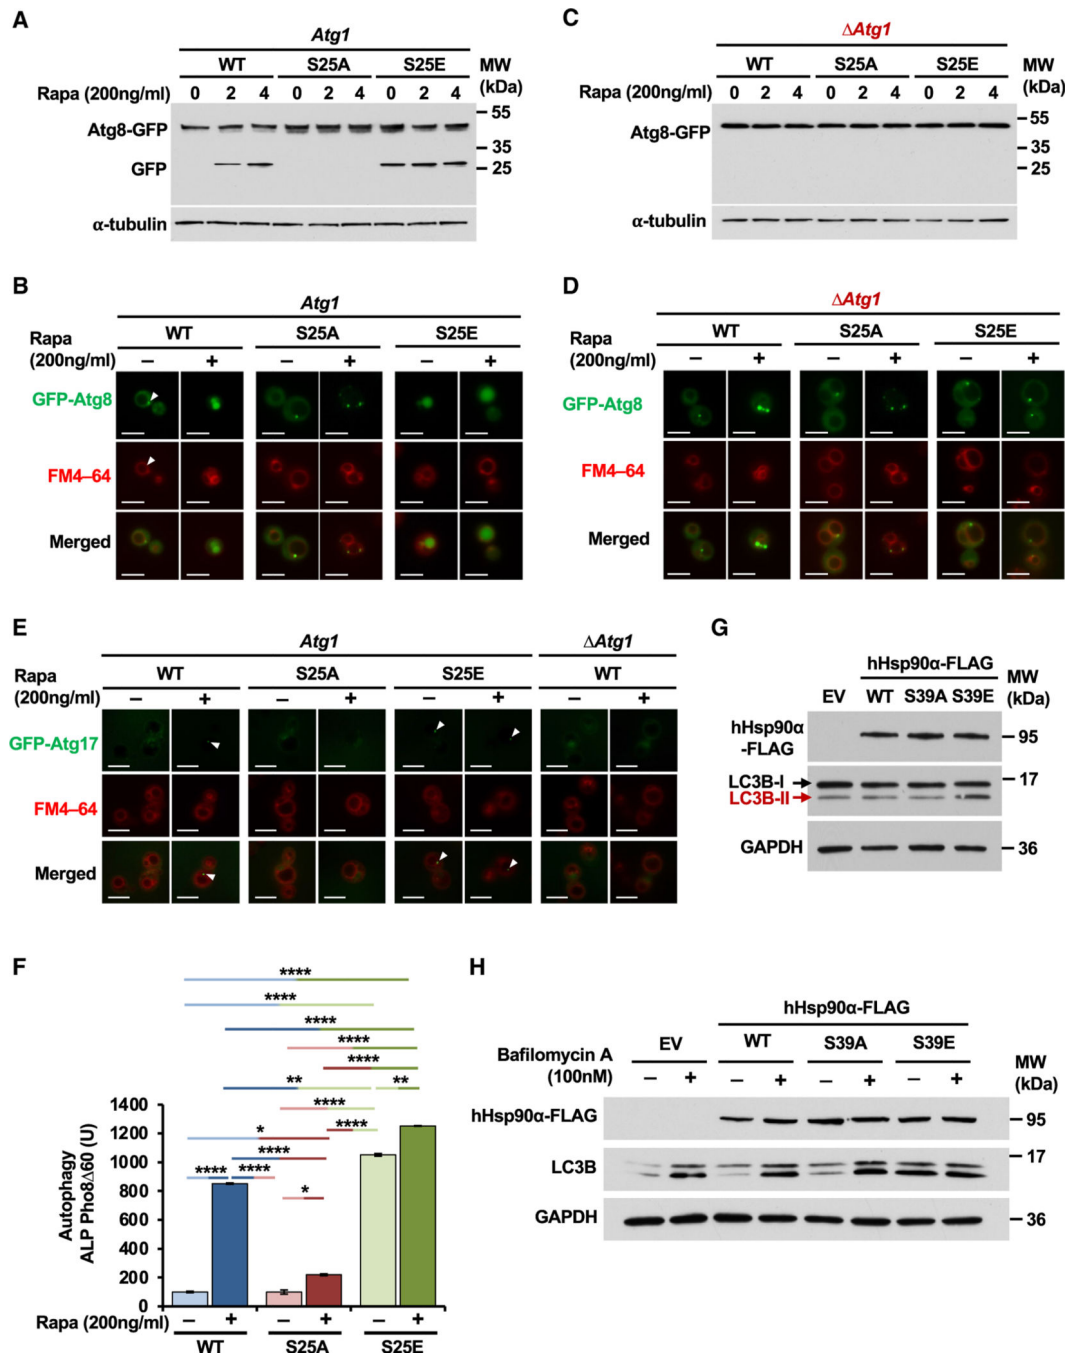 A
Atg1
WT S25A S25E MW (kDa)
Rapa (200ng/ml) 0 2 4 0 2 4 0 2 4
Atg8-GFP
GFP
α-tubulin
55
35
25
C
ΔAtg1
WT S25A S25E MW (kDa)
Rapa (200ng/ml) 0 2 4 0 2 4 0 2 4
Atg8-GFP
α-tubulin
55
35
25
B
Atg1
Rapa (200ng/ml)
WT S25A S25E
– + – + – +
GFP-Atg8
FM4–64
Merged
D
ΔAtg1
Rapa (200ng/ml)
WT S25A S25E
– + – + – +
GFP-Atg8
FM4–64
Merged
E
Atg1 ΔAtg1
Rapa (200ng/ml)
WT S25A S25E WT
– + – + – + – +
GFP-Atg17
FM4–64
Merged
G
hHsp90α-FLAG
EV WT S39A S39E MW (kDa)
hHsp90α
-FLAG
95
LC3B-I
17
LC3B-II
GAPDH
36
F
****
****
****
****
****
** **
****
* ****
****
**** ****
*
Autophagy
ALP Pho8Δ60 (U)
1400
1200
1000
800
600
400
200
0
Rapa (200ng/ml) – + – + – +
WT S25A S25E
H
hHsp90α-FLAG
EV WT S39A S39E
Bafilomycin A
(100nM)
– + – + – + – +
MW
(kDa)
hHsp90α-FLAG
95
LC3B
17
GAPDH
36